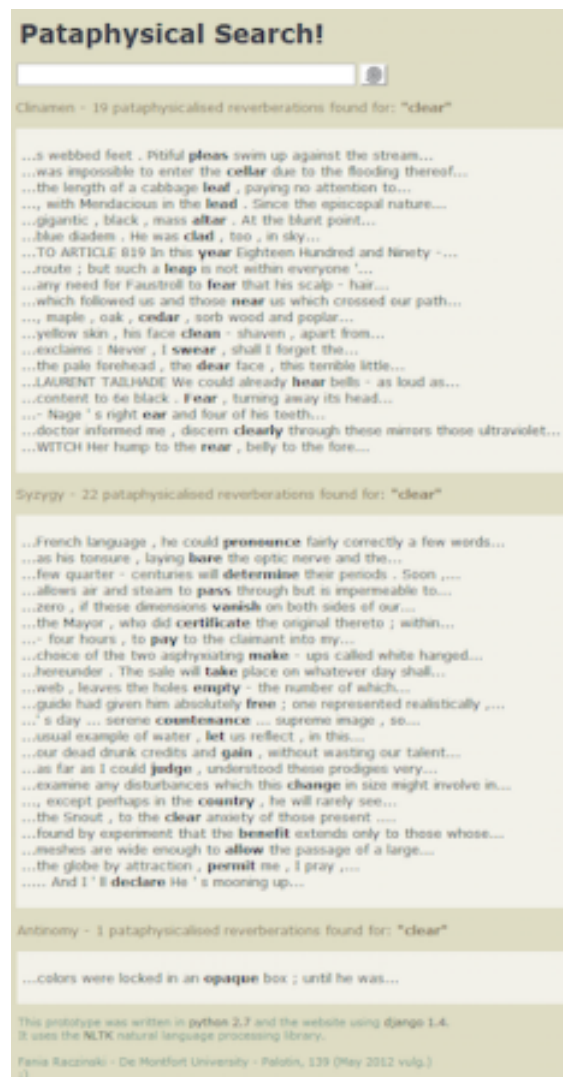 Pataphysical Search!
Clinamen - 19 pataphysicalised reverberations found for: "clear"
...s webbed feet . Pitiful pleas swim up against the stream...
...was impossible to enter the cellar due to the flooding thereof...
...the length of a cabbage leaf , paying no attention to...
..., with Mendacious in the lead . Since the episcopal nature...
...gigantic , black , mass altar . At the blunt point...
...blue diadem . He was clad , too , in sky...
...TO ARTICLE 819 In this year Eighteen Hundred and Ninety -...
...route ; but such a leap is not within everyone '...
...any need for Faustroll to fear that his scalp - hair...
...which followed us and those near us which crossed our path...
..., maple , oak , cedar , sorb wood and poplar...
...yellow skin , his face clean - shaven , apart from...
...exclaims : Never , I swear , shall I forget the...
...the pale forehead , the dear face , this terrible little...
...LAURENT TAILHADE We could already hear bells - as loud as...
...content to 6e black . Fear , turning away its head...
...- Nage ' s right ear and four of his teeth...
...doctor informed me , discern clearly through these mirrors those ultraviolet...
...WITCH Her hump to the rear , belly to the fore...
Syzygy - 22 pataphysicalised reverberations found for: "clear"
...French language , he could pronounce fairly correctly a few words...
...as his tonsure , laying bare the optic nerve and the...
...few quarter - centuries will determine their periods . Soon ,...
...allows air and steam to pass through but is impermeable to...
...zero , if these dimensions vanish on both sides of our...
...the Mayor , who did certificate the original thereto ; within...
...- four hours , to pay to the claimant into my...
...choice of the two asphyxiating make - ups called white hanged...
...hereunder . The sale will take place on whatever day shall...
...web , leaves the holes empty - the number of which...
...guide had given him absolutely free ; one represented realistically ,...
...' s day ... serene countenance ... supreme image , so...
...usual example of water , let us reflect , in this...
...our dead drunk credits and gain , without wasting our talent...
...as far as I could judge , understood these prodigies very...
...examine any disturbances which this change in size might involve in...
..., except perhaps in the country , he will rarely see...
...the Snout , to the clear anxiety of those present .....
...found by experiment that the benefit extends only to those whose...
...meshes are wide enough to allow the passage of a large...
...the globe by attraction , permit me , I pray ,...
..... And I ' ll declare He ' s mooning up...
Antinomy - 1 pataphysicalised reverberations found for: "clear"
...colors were locked in an opaque box ; until he was...
This prototype was written in python 2.7 and the website using django 1.4.
It uses the NLTK natural language processing library.
Fania Raczinski - De Montfort University - Palotin, 139 (May 2012 vulg.)
:)